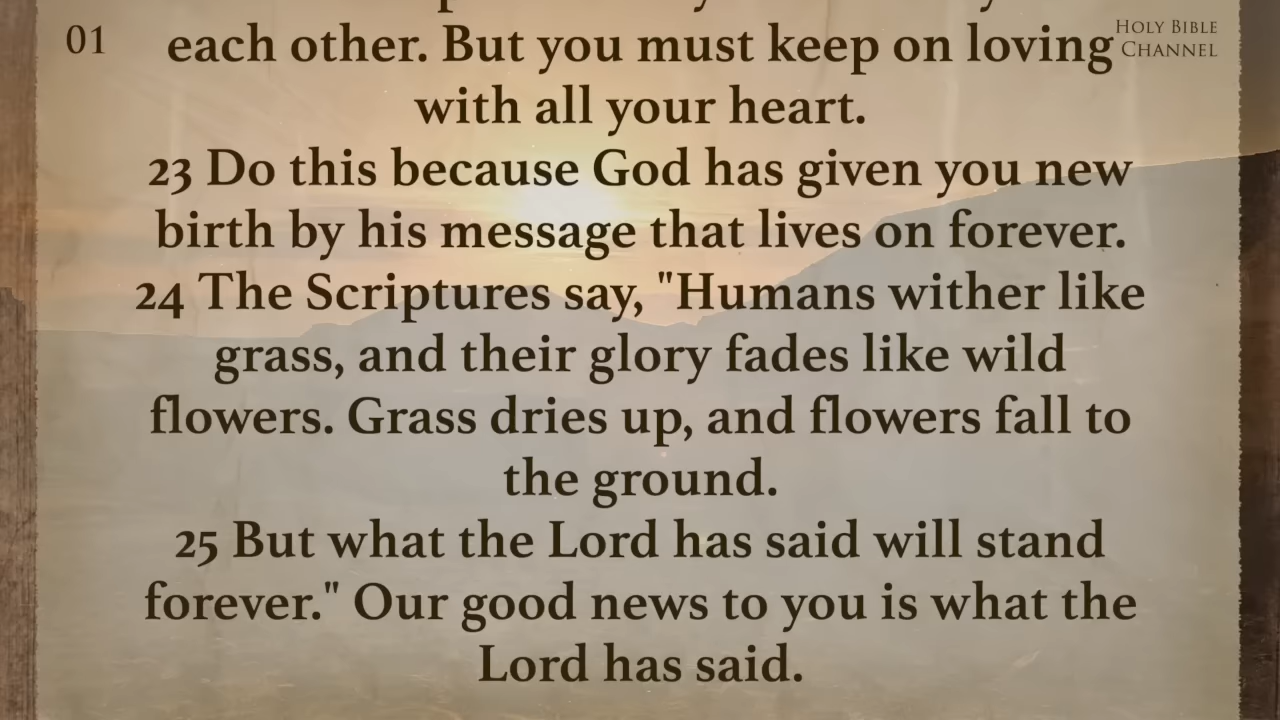 01
HOLY BIBLE
CHANNEL
each other. But you must keep on loving
with all your heart.
23 Do this because God has given you new
birth by his message that lives on forever.
24 The Scriptures say, "Humans wither like
grass, and their glory fades like wild
flowers. Grass dries up, and flowers fall to
the ground.
25 But what the Lord has said will stand
forever." Our good news to you is what the
Lord has said.